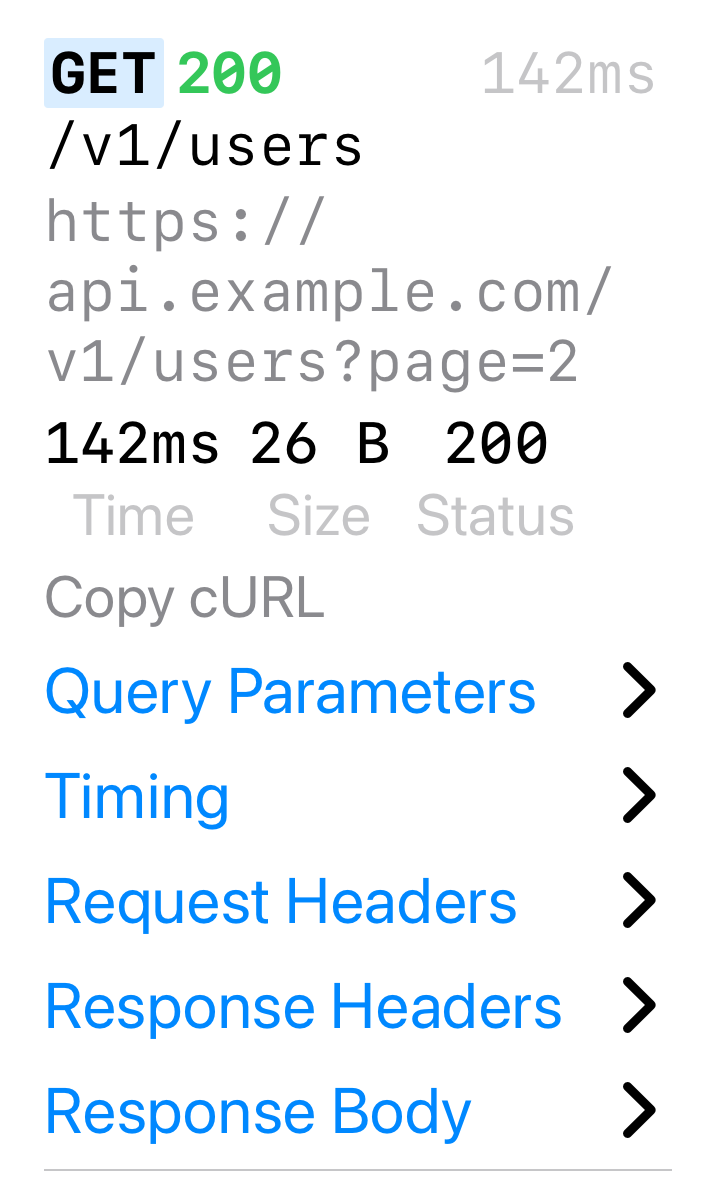 GET 200 142ms
/v1/users
https://
api.example.com/
v1/users?page=2
142ms 26 B 200
Time Size Status
Copy cURL
Query Parameters
Timing
Request Headers
Response Headers
Response Body